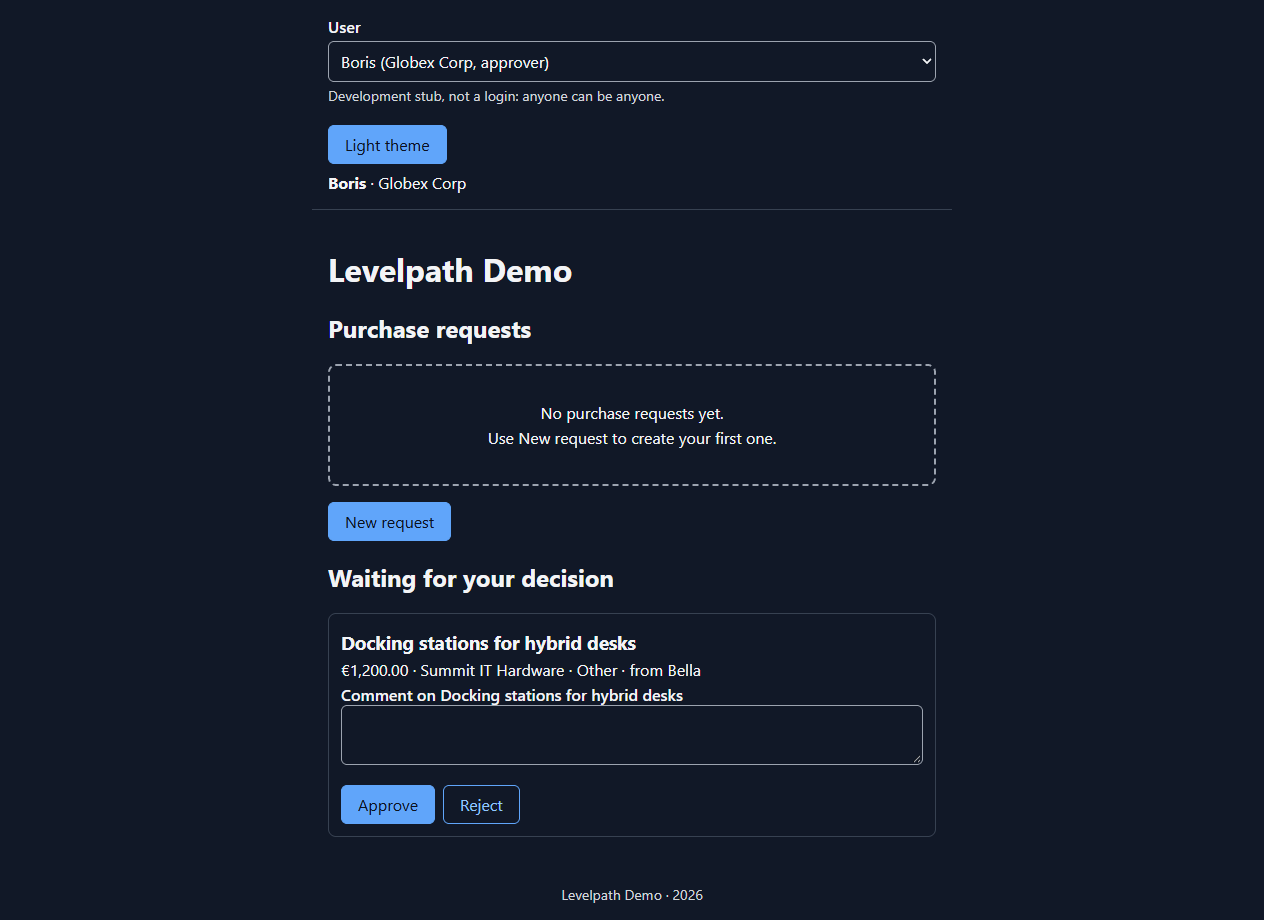 User
Boris (Globex Corp, approver)
Development stub, not a login: anyone can be anyone.
Light theme
Boris · Globex Corp
Levelpath Demo
Purchase requests
No purchase requests yet.
Use New request to create your first one.
New request
Waiting for your decision
Docking stations for hybrid desks
€1,200.00 · Summit IT Hardware · Other · from Bella
Comment on Docking stations for hybrid desks
Approve
Reject
Levelpath Demo · 2026